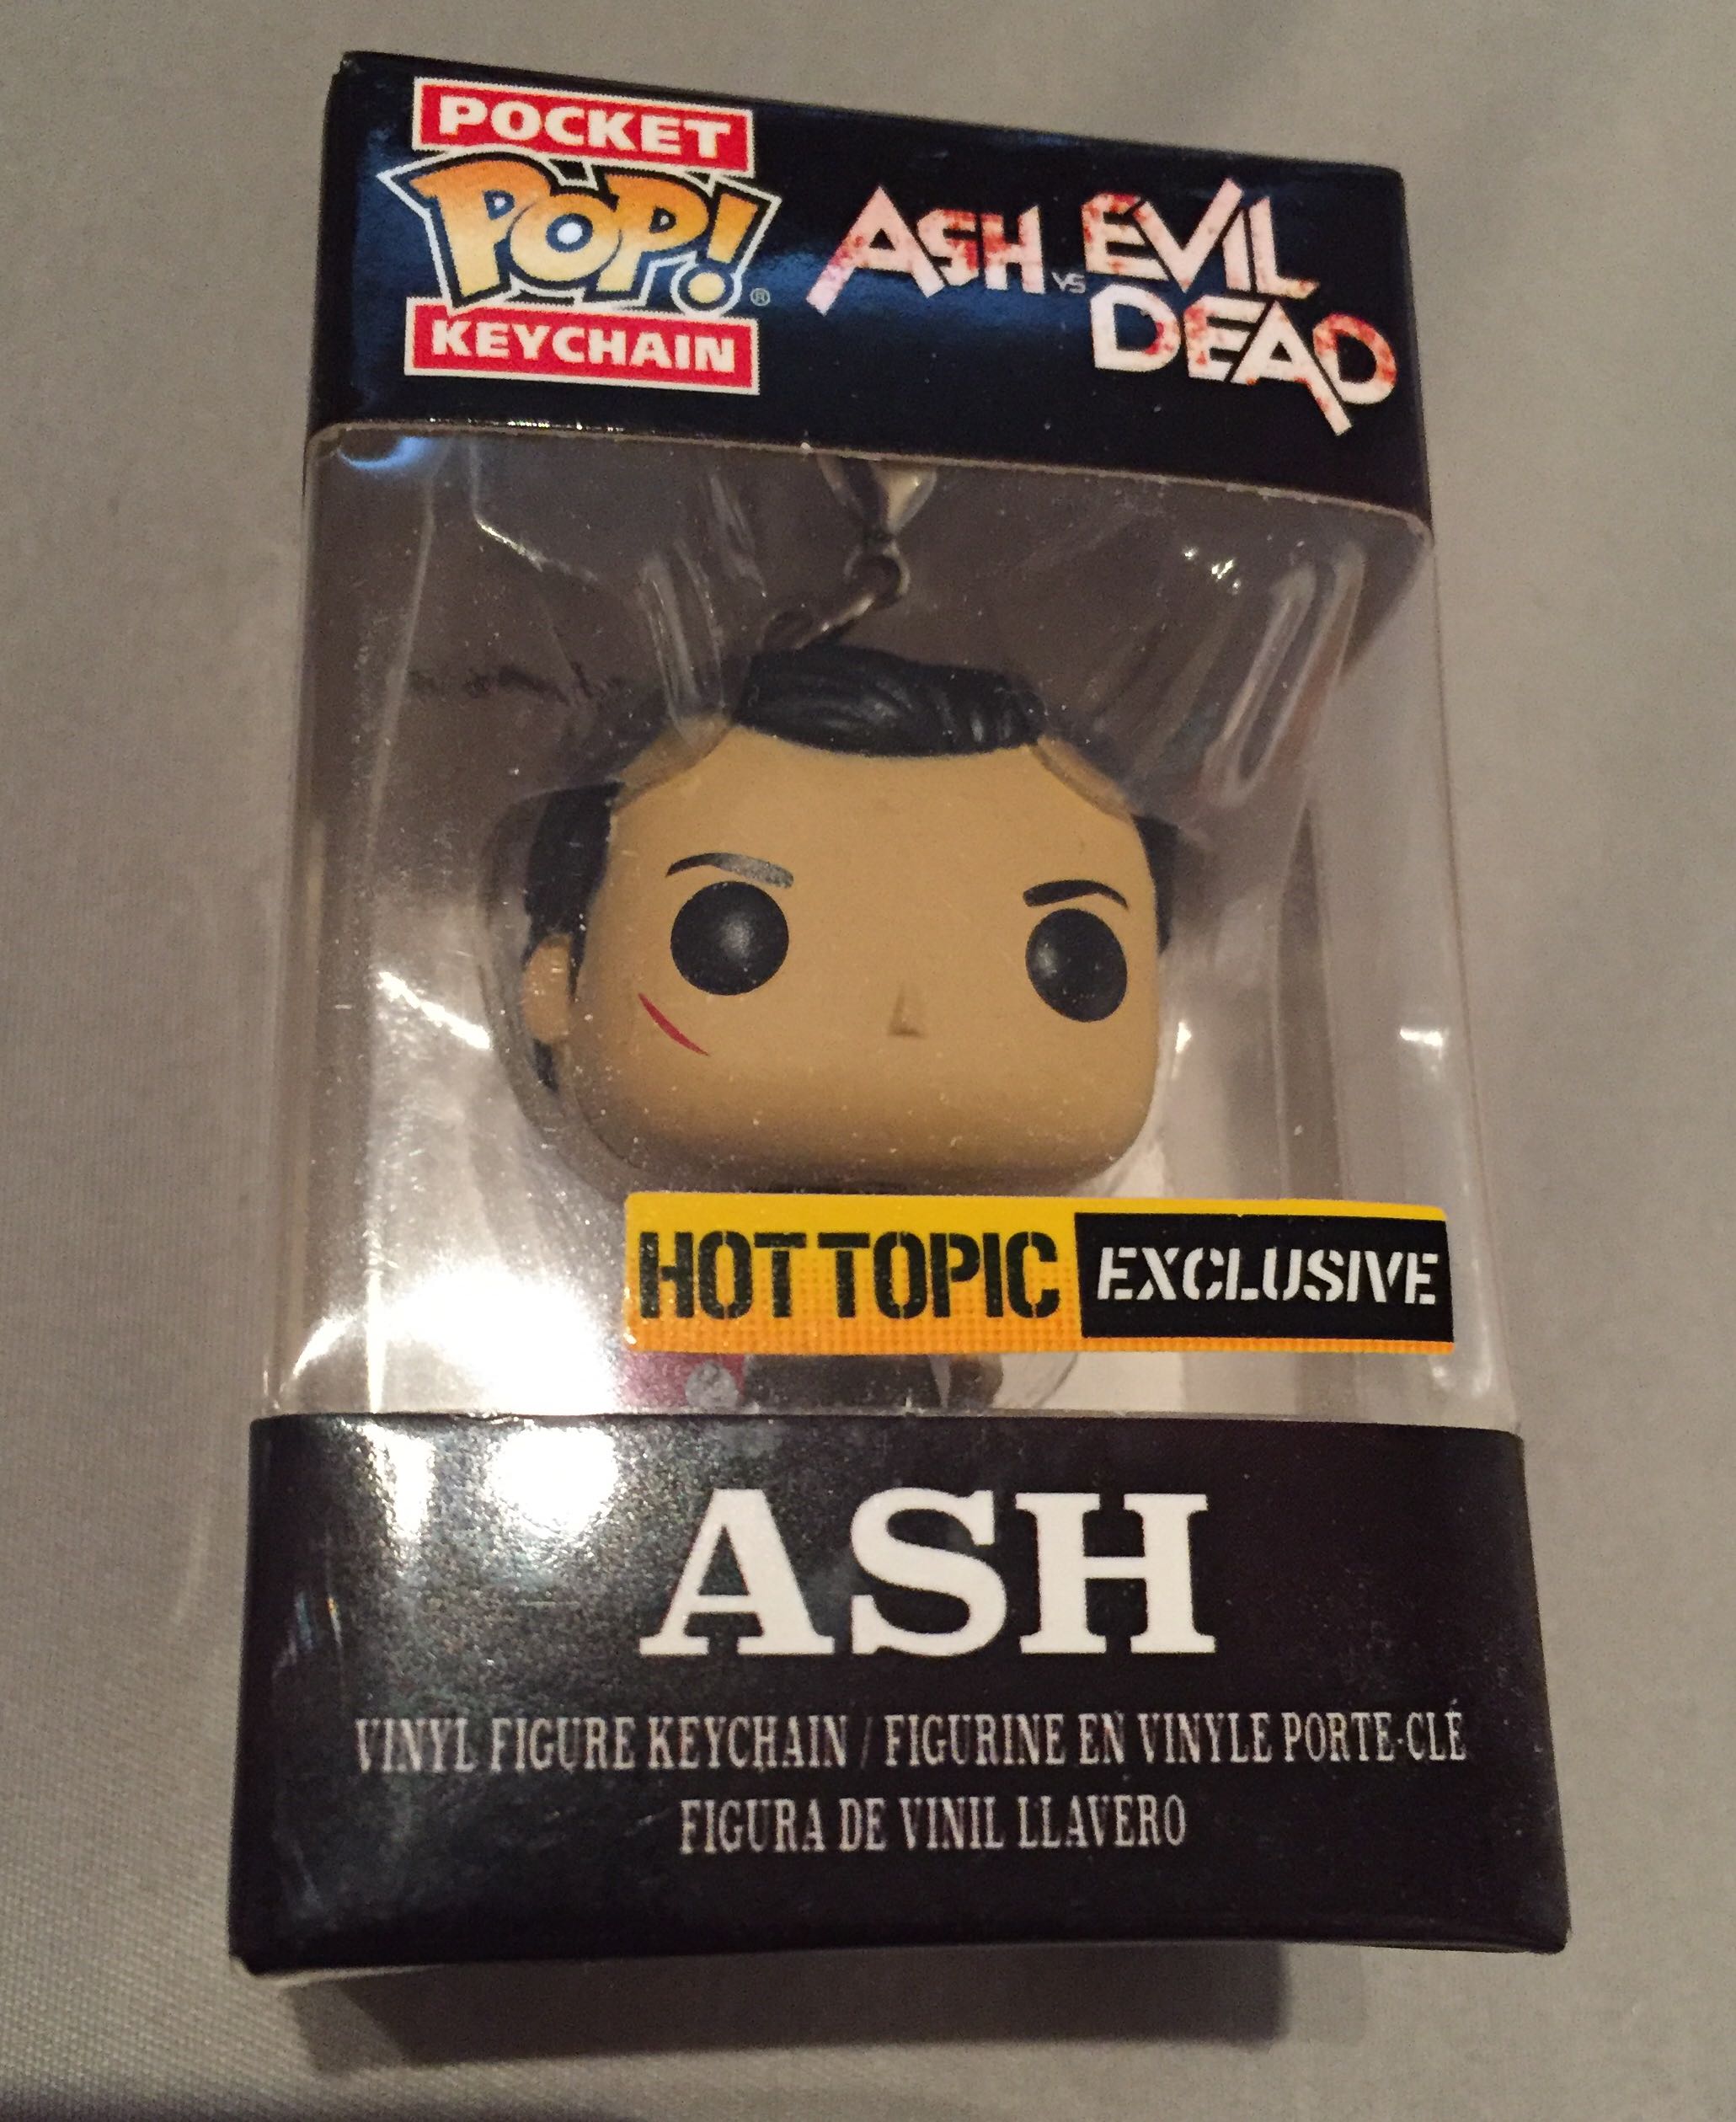 POCKET
POP!®
KEYCHAIN
ASH vs EVIL
DEAD
HOT TOPIC EXCLUSIVE
ASH
VINYL FIGURE KEYCHAIN / FIGURINE EN VINYLE PORTE-CLÉ
FIGURA DE VINIL LLAVERO